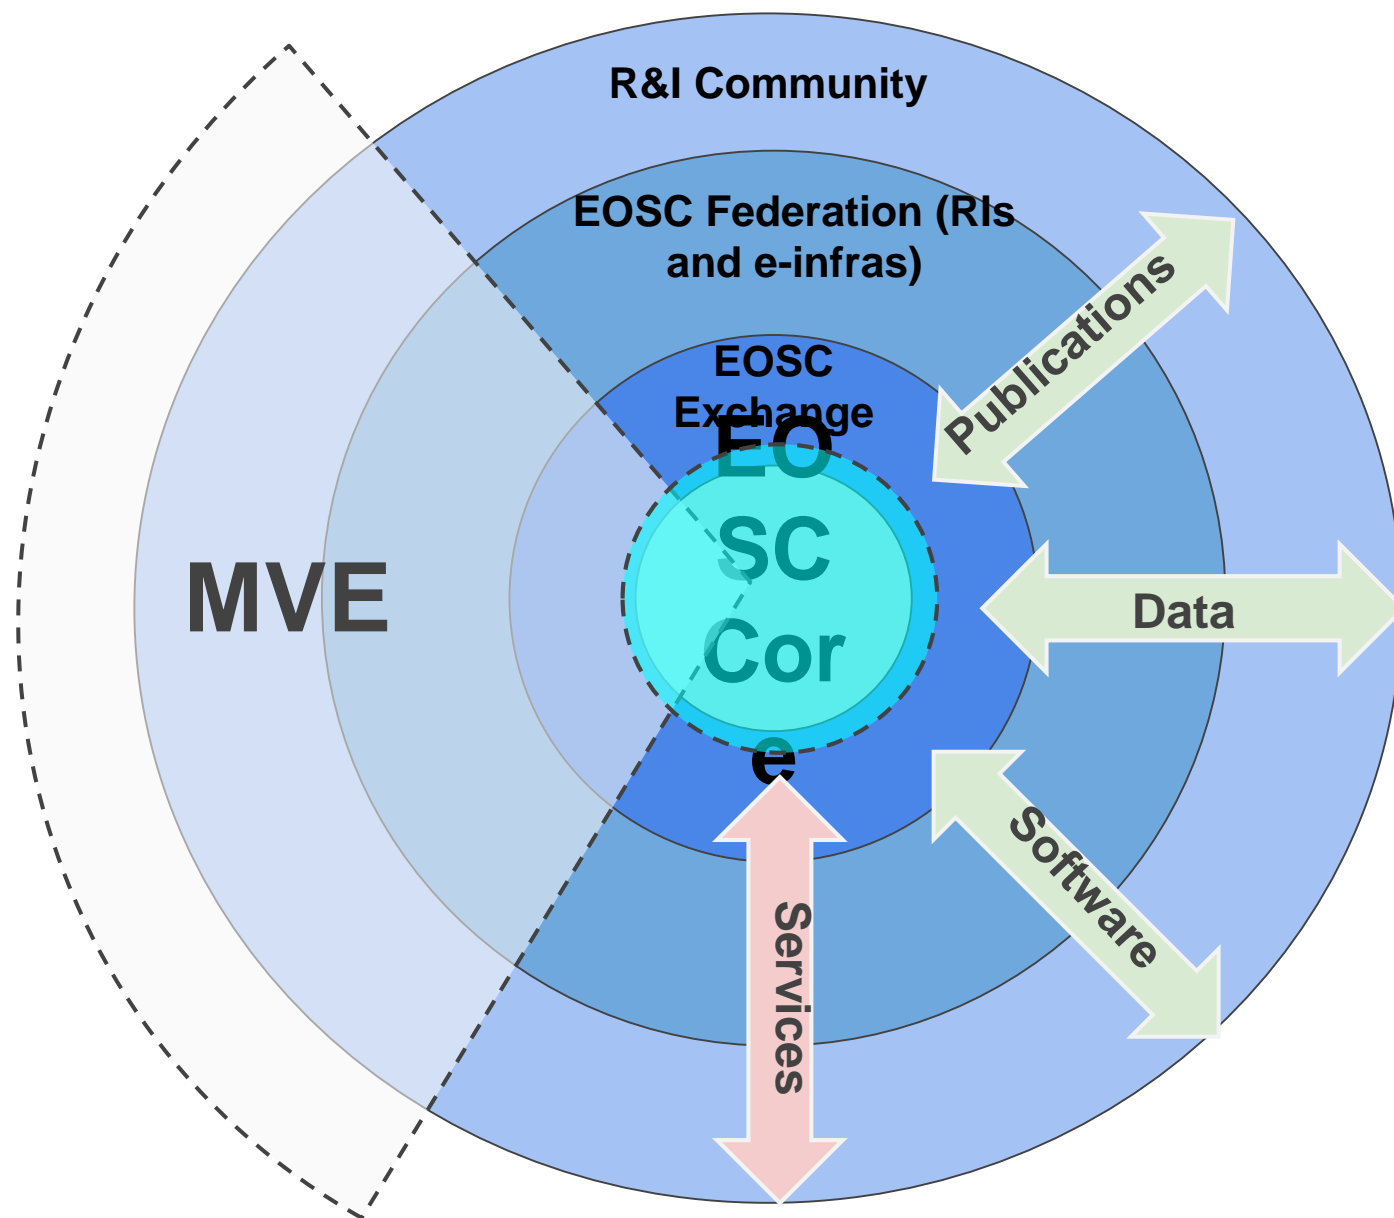 R&I Community
EOSC Federation (RIs
and e-infras)
EOSC
Exchange
EO
SC
Cor
e
MVE
Publications
Data
Software
Services